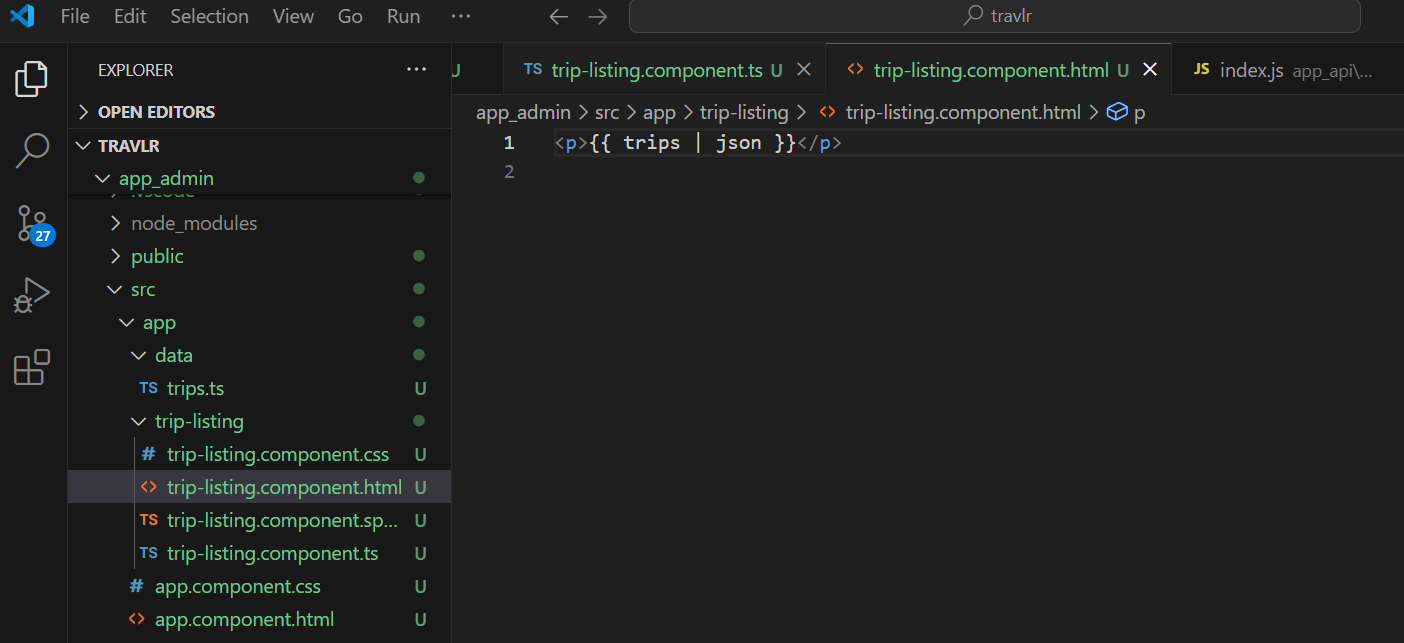 File Edit Selection View Go Run ··· travlr
EXPLORER ···
U TS trip-listing.component.ts U <> trip-listing.component.html U JS index.js app_api\...
OPEN EDITORS
app_admin > src > app > trip-listing > <> trip-listing.component.html > p
TRAVLR
1 <p>{{ trips | json }}</p>
2
app_admin
node_modules
27
public
src
app
data
TS trips.ts U
trip-listing
# trip-listing.component.css U
<> trip-listing.component.html U
TS trip-listing.component.sp... U
TS trip-listing.component.ts U
# app.component.css U
<> app.component.html U